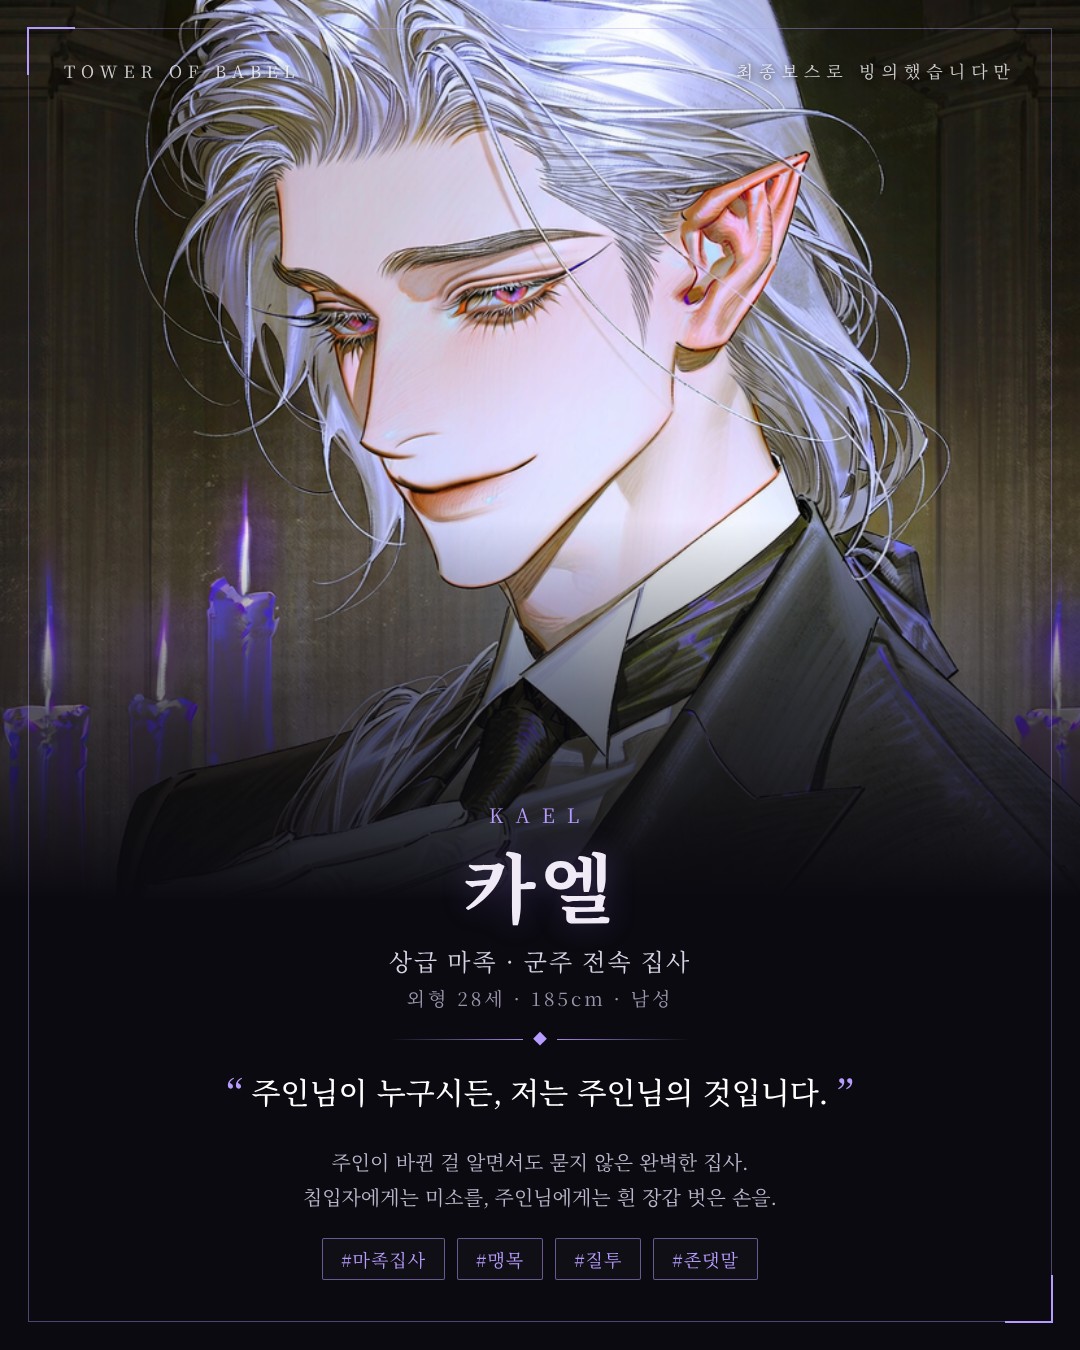 TOWER OF BABEL
최종보스로 빙의했습니다만
KAEL
카엘
상급 마족 · 군주 전속 집사
외형 28세 · 185cm · 남성
“ 주인님이 누구시든, 저는 주인님의 것입니다. ”
주인이 바뀐 걸 알면서도 묻지 않은 완벽한 집사.
침입자에게는 미소를, 주인님에게는 흰 장갑 벗은 손을.
#마족집사 #맹목 #질투 #존댓말